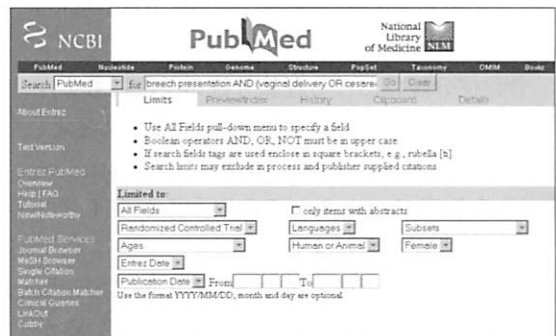 NCBI
PubMed
National
Library
of Medicine NLM
PubMed Nucleotide Protein Genome Structure PopSet Taxonomy OMIM Books
Search PubMed for breech presentation AND (vaginal delivery OR cesare Go Clear
Limits Preview/Index History Clipboard Details
About Entrez
• Use All Fields pull-down menu to specify a field
• Boolean operators AND, OR, NOT must be in upper case
• If search fields tags are used enclose in square brackets, e.g., rubella [ti]
• Search limits may exclude in process and publisher supplied citations
Text Version
Entrez PubMed
Overview
Help | FAQ
Tutorial
New/Noteworthy
PubMed Services
Journal Browser
MeSH Browser
Single Citation
Matcher
Batch Citation Matcher
Clinical Queries
LinkOut
Cubby
Limited to:
All Fields only items with abstracts
Randomized Controlled Trial Languages Subsets
Ages Human or Animal Female
Entrez Date
Publication Date From To
Use the format YYYY/MM/DD, month and day are optional.